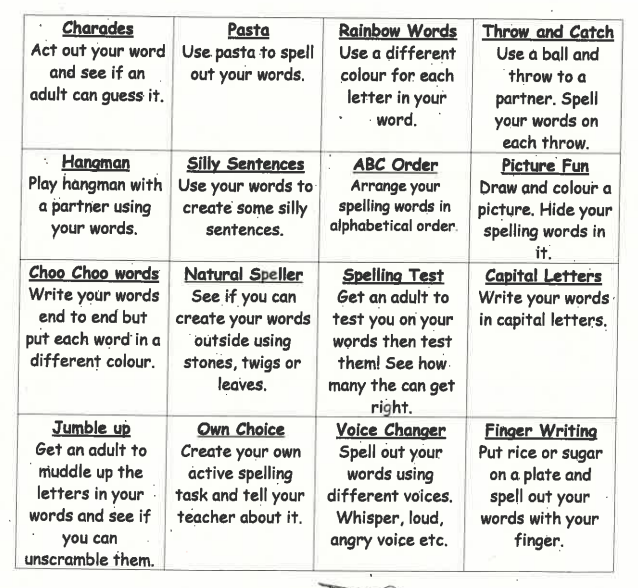 Charades
Act out your word
and see if an
adult can guess it.
Pasta
Use pasta to spell
out your words.
Rainbow Words
Use a different
colour for each
letter in your
word.
Throw and Catch
Use a ball and
throw to a
partner. Spell
your words on
each throw.
Hangman
Play hangman with
a partner using
your words.
Silly Sentences
Use your words to
create some silly
sentences.
ABC Order
Arrange your
spelling words in
alphabetical order.
Picture Fun
Draw and colour a
picture. Hide your
spelling words in
it.
Choo Choo words
Write your words
end to end but
put each word in a
different colour.
Natural Speller
See if you can
create your words
outside using
stones, twigs or
leaves.
Spelling Test
Get an adult to
test you on your
words then test
them! See how
many the can get
right.
Capital Letters
Write your words
in capital letters.
Jumble up
Get an adult to
muddle up the
letters in your
words and see if
you can
unscramble them.
Own Choice
Create your own
active spelling
task and tell your
teacher about it.
Voice Changer
Spell out your
words using
different voices.
Whisper, loud,
angry voice etc.
Finger Writing
Put rice or sugar
on a plate and
spell out your
words with your
finger.